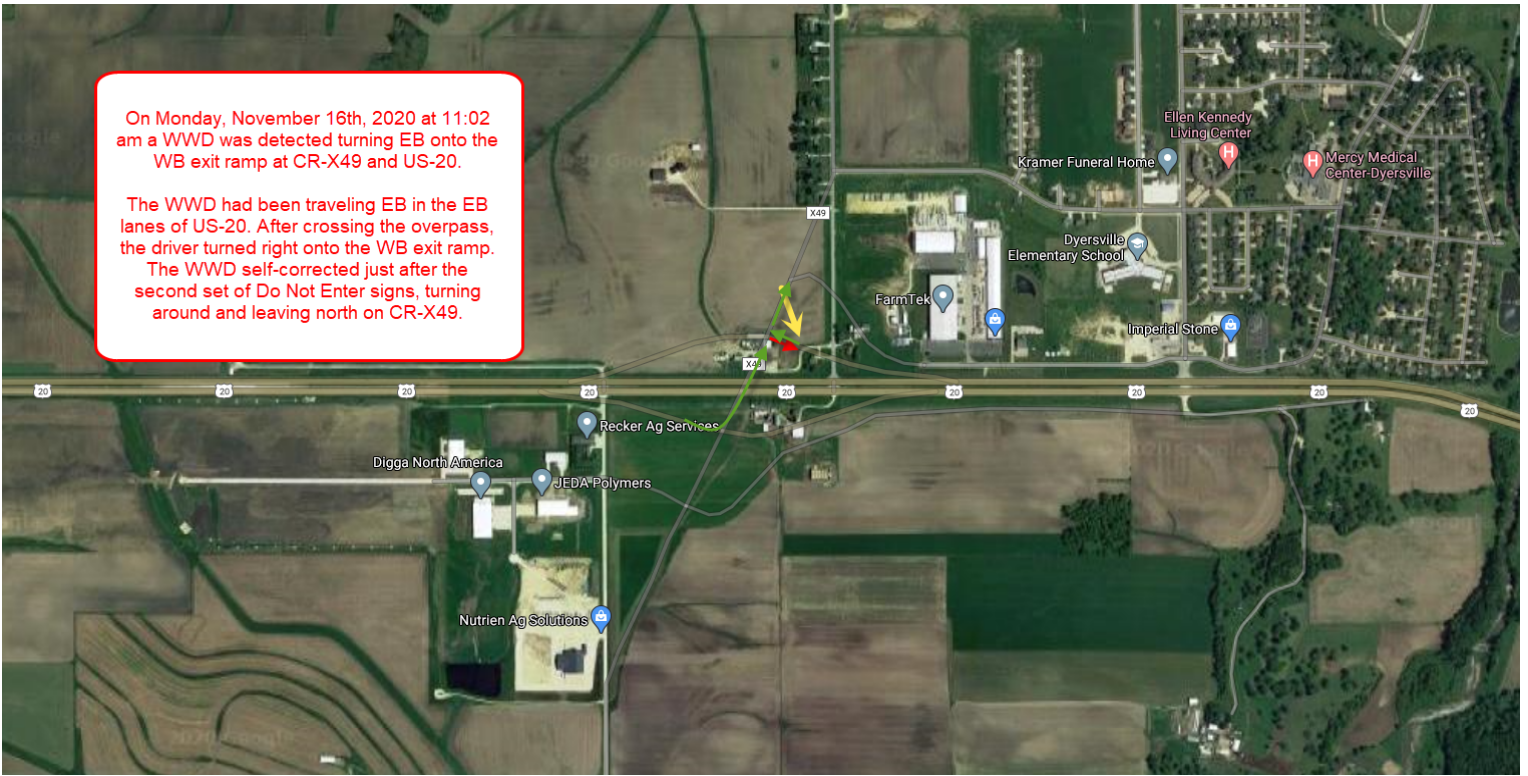 On Monday, November 16th, 2020 at 11:02
am a WWD was detected turning EB onto the
WB exit ramp at CR-X49 and US-20.
The WWD had been traveling EB in the EB
lanes of US-20. After crossing the overpass,
the driver turned right onto the WB exit ramp.
The WWD self-corrected just after the
second set of Do Not Enter signs, turning
around and leaving north on CR-X49.
Ellen Kennedy
Living Center
Kramer Funeral Home
Mercy Medical
Center-Dyersville
X49
Dyersville
Elementary School
FarmTek
Imperial Stone
X49
20
20
20
20
20
20
20
20
20
Recker Ag Services
Digga North America
JEDA Polymers
Nutrien Ag Solutions